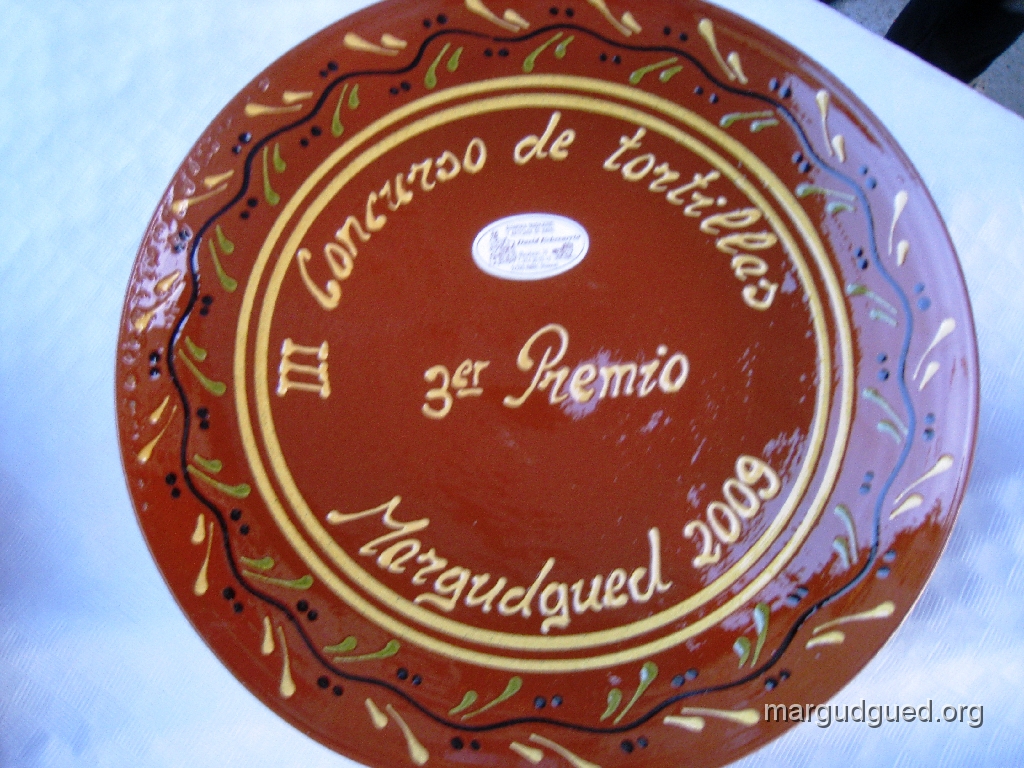 III Concurso de tortillas
3er Premio
Margudgued 2009
margudgued.org